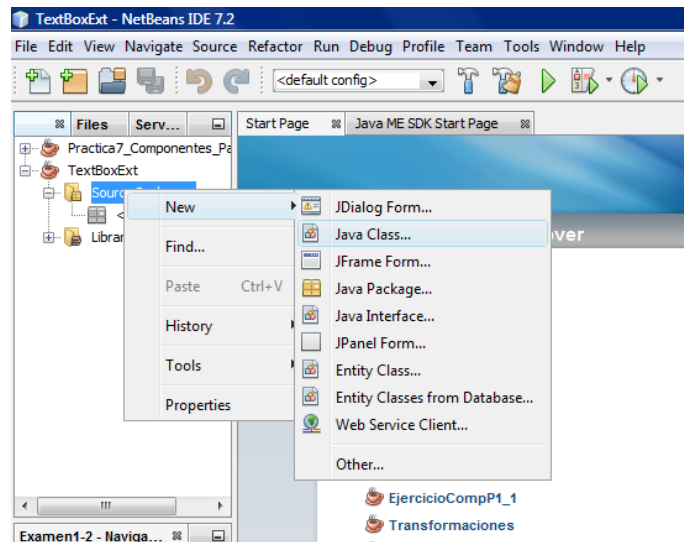 TextBoxExt - NetBeans IDE 7.2
File Edit View Navigate Source Refactor Run Debug Profile Team Tools Window Help
<default config>
Files Serv... Start Page Java ME SDK Start Page
Practica7_Componentes_Pa
TextBoxExt
Sourc
<
Librar
New
Find...
Paste Ctrl+V
History
Tools
Properties
JDialog Form...
Java Class...
JFrame Form...
Java Package...
Java Interface...
JPanel Form...
Entity Class...
Entity Classes from Database...
Web Service Client...
Other...
over
EjercicioCompP1_1
Transformaciones
Examen1-2 - Naviga...